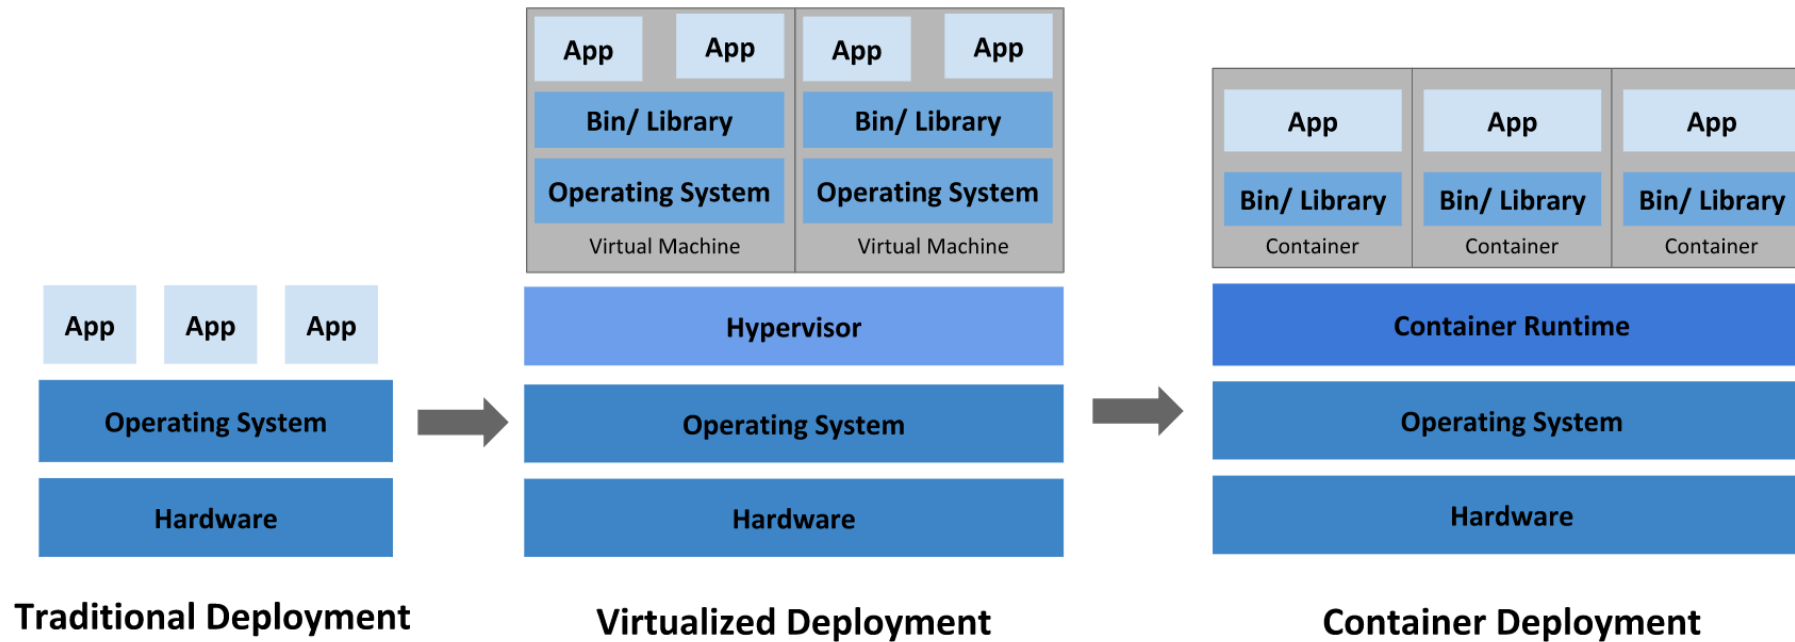 App App App
Operating System
Hardware
Traditional Deployment
App App App App
Bin/ Library Bin/ Library
Operating System Operating System
Virtual Machine Virtual Machine
Hypervisor
Operating System
Hardware
Virtualized Deployment
App App App
Bin/ Library Bin/ Library Bin/ Library
Container Container Container
Container Runtime
Operating System
Hardware
Container Deployment